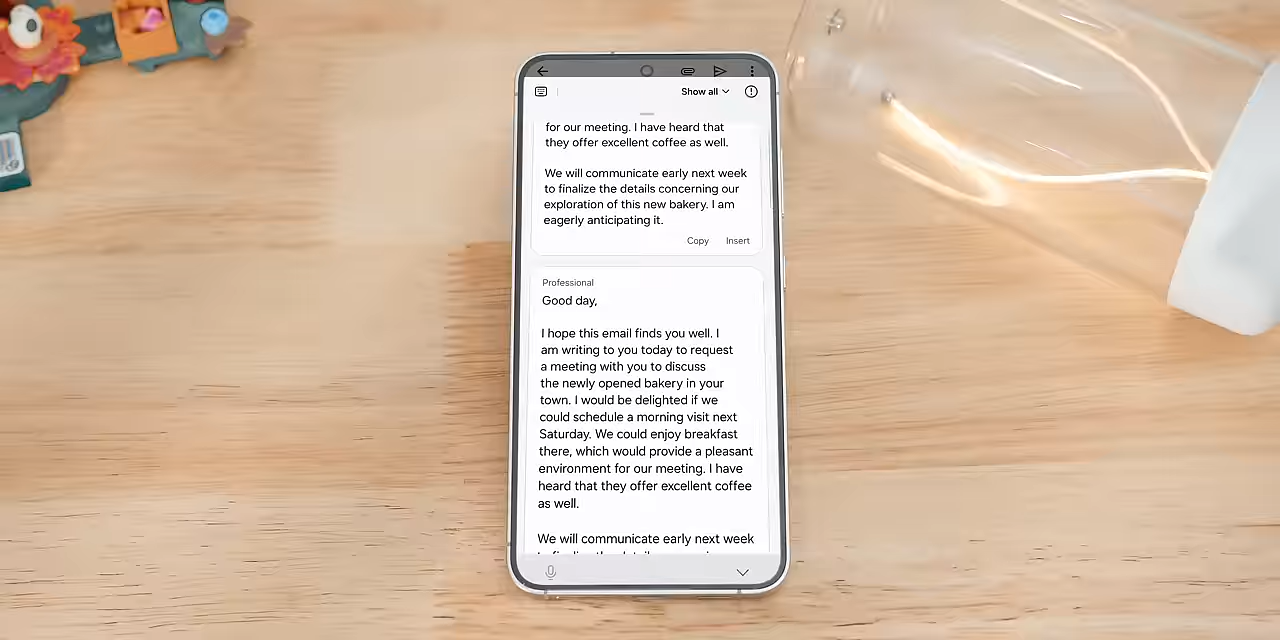 Show all
for our meeting. I have heard that
they offer excellent coffee as well.
We will communicate early next week
to finalize the details concerning our
exploration of this new bakery. I am
eagerly anticipating it.
Copy Insert
Professional
Good day,
I hope this email finds you well. I
am writing to you today to request
a meeting with you to discuss
the newly opened bakery in your
town. I would be delighted if we
could schedule a morning visit next
Saturday. We could enjoy breakfast
there, which would provide a pleasant
environment for our meeting. I have
heard that they offer excellent coffee
as well.
We will communicate early next week